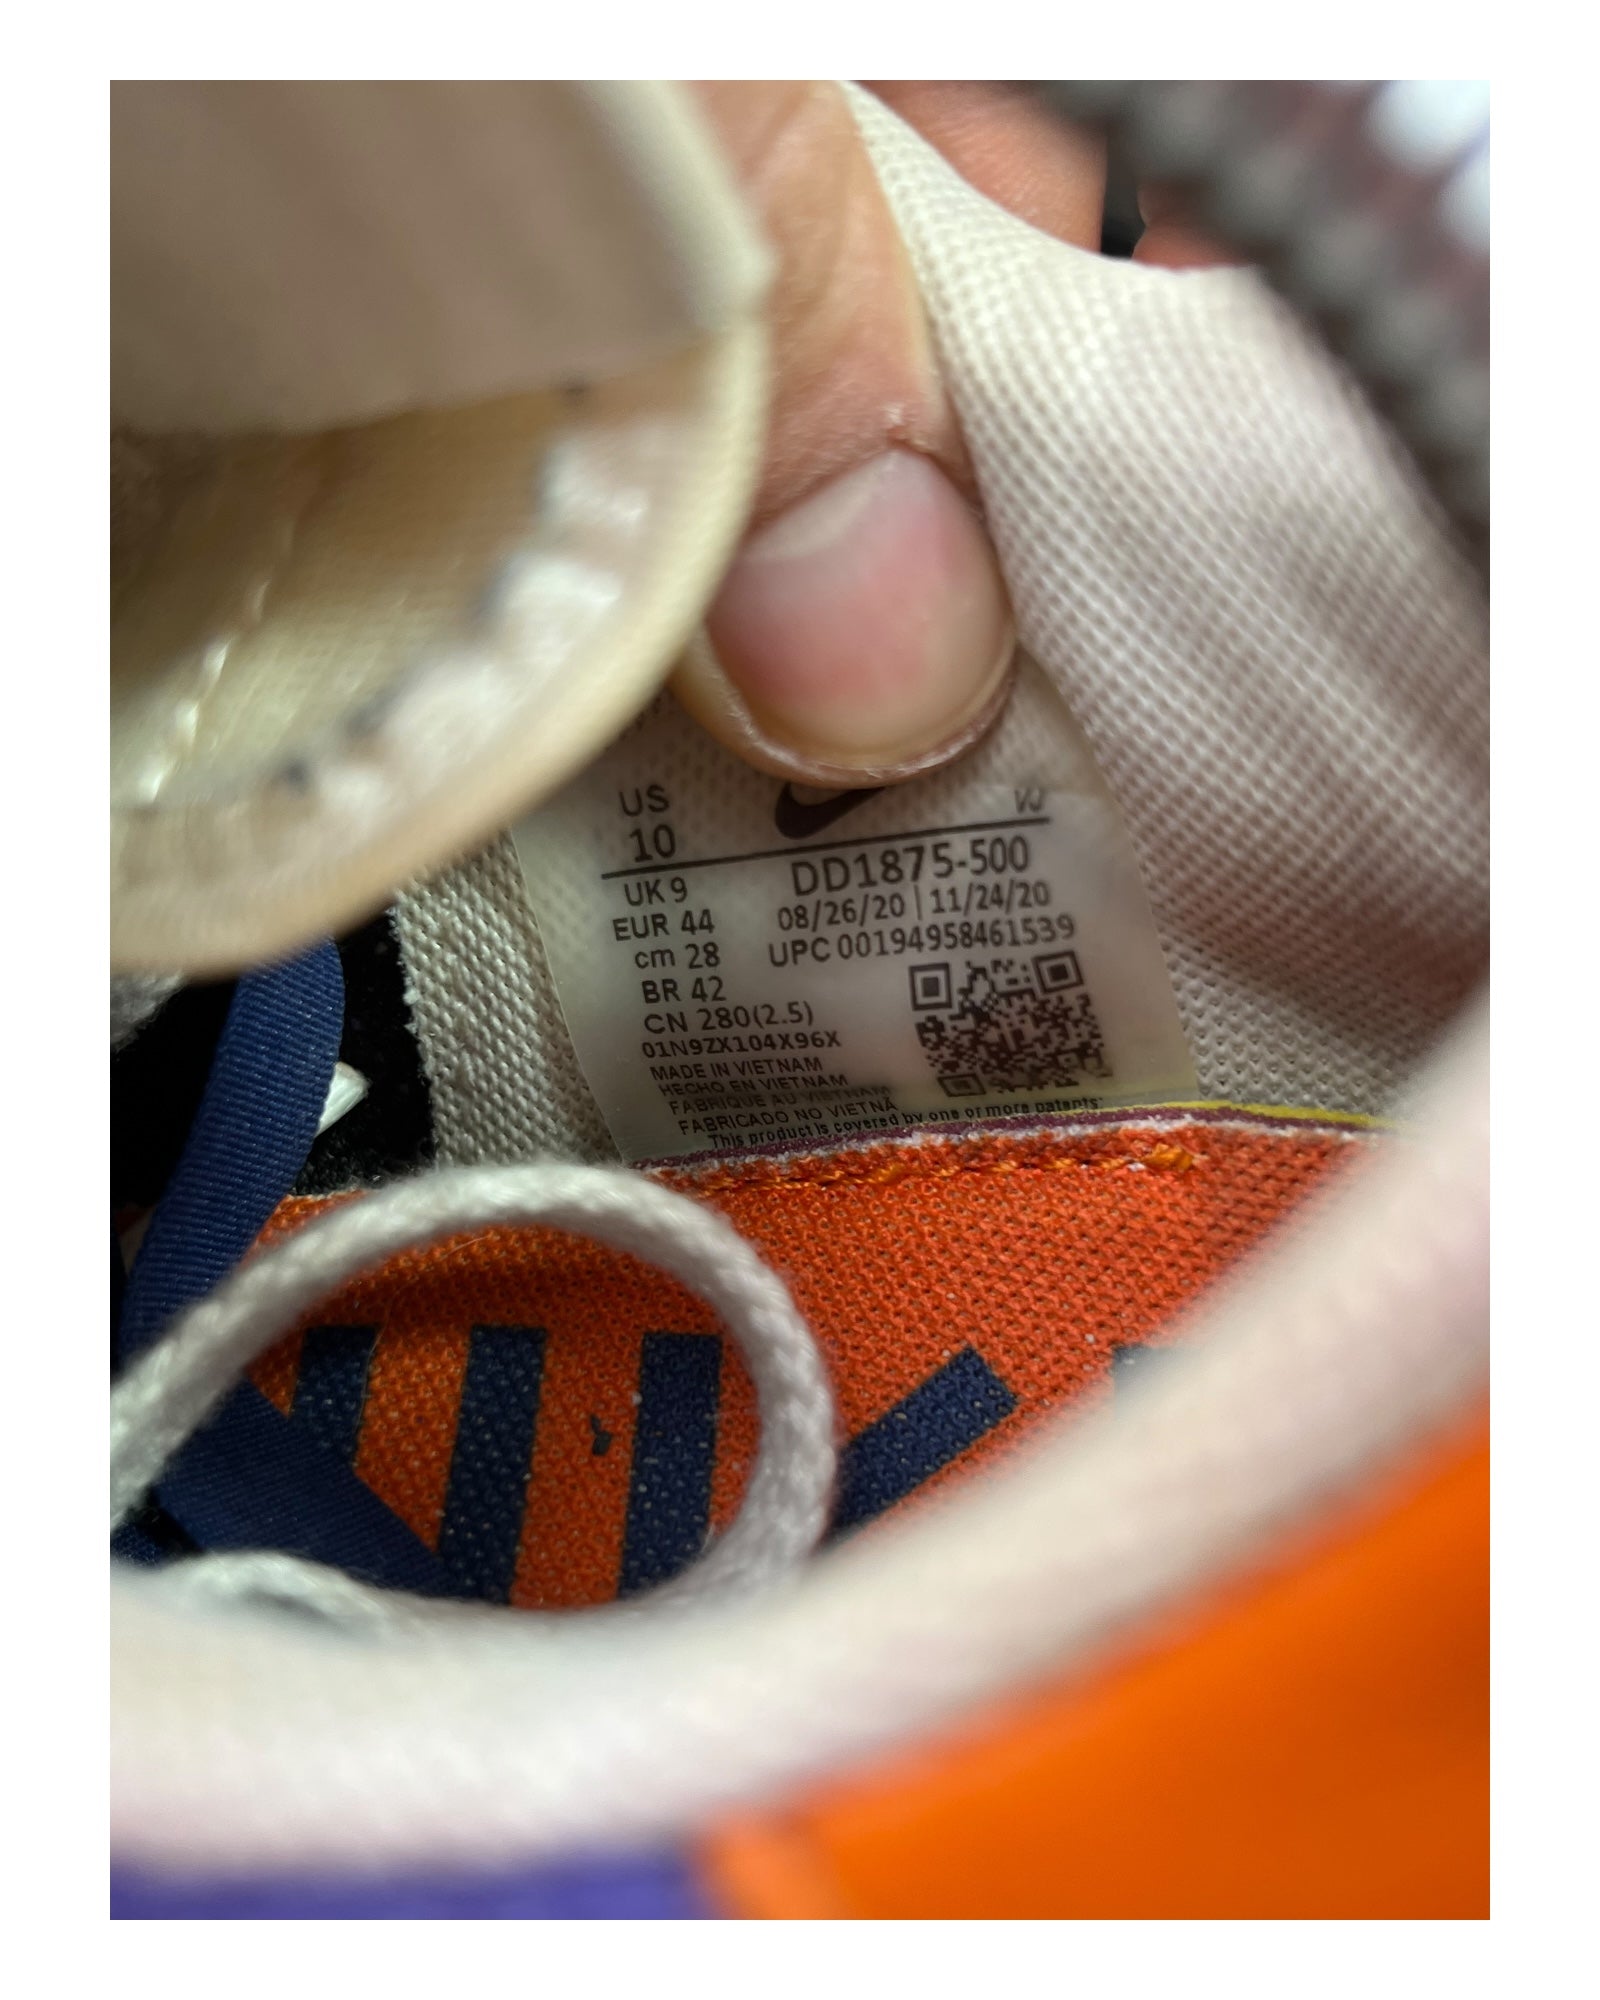 US
10
VJ
UK 9
DD1875-500
EUR 44
08/26/20 | 11/24/20
cm 28
UPC 00194958461539
BR 42
CN 280(2.5)
01N9ZX104X96X
MADE IN VIETNAM
HECHO EN VIETNAM
FABRIQUE AU VIETNAM
FABRICADO NO VIETNÃ
This product is covered by one or more patents: